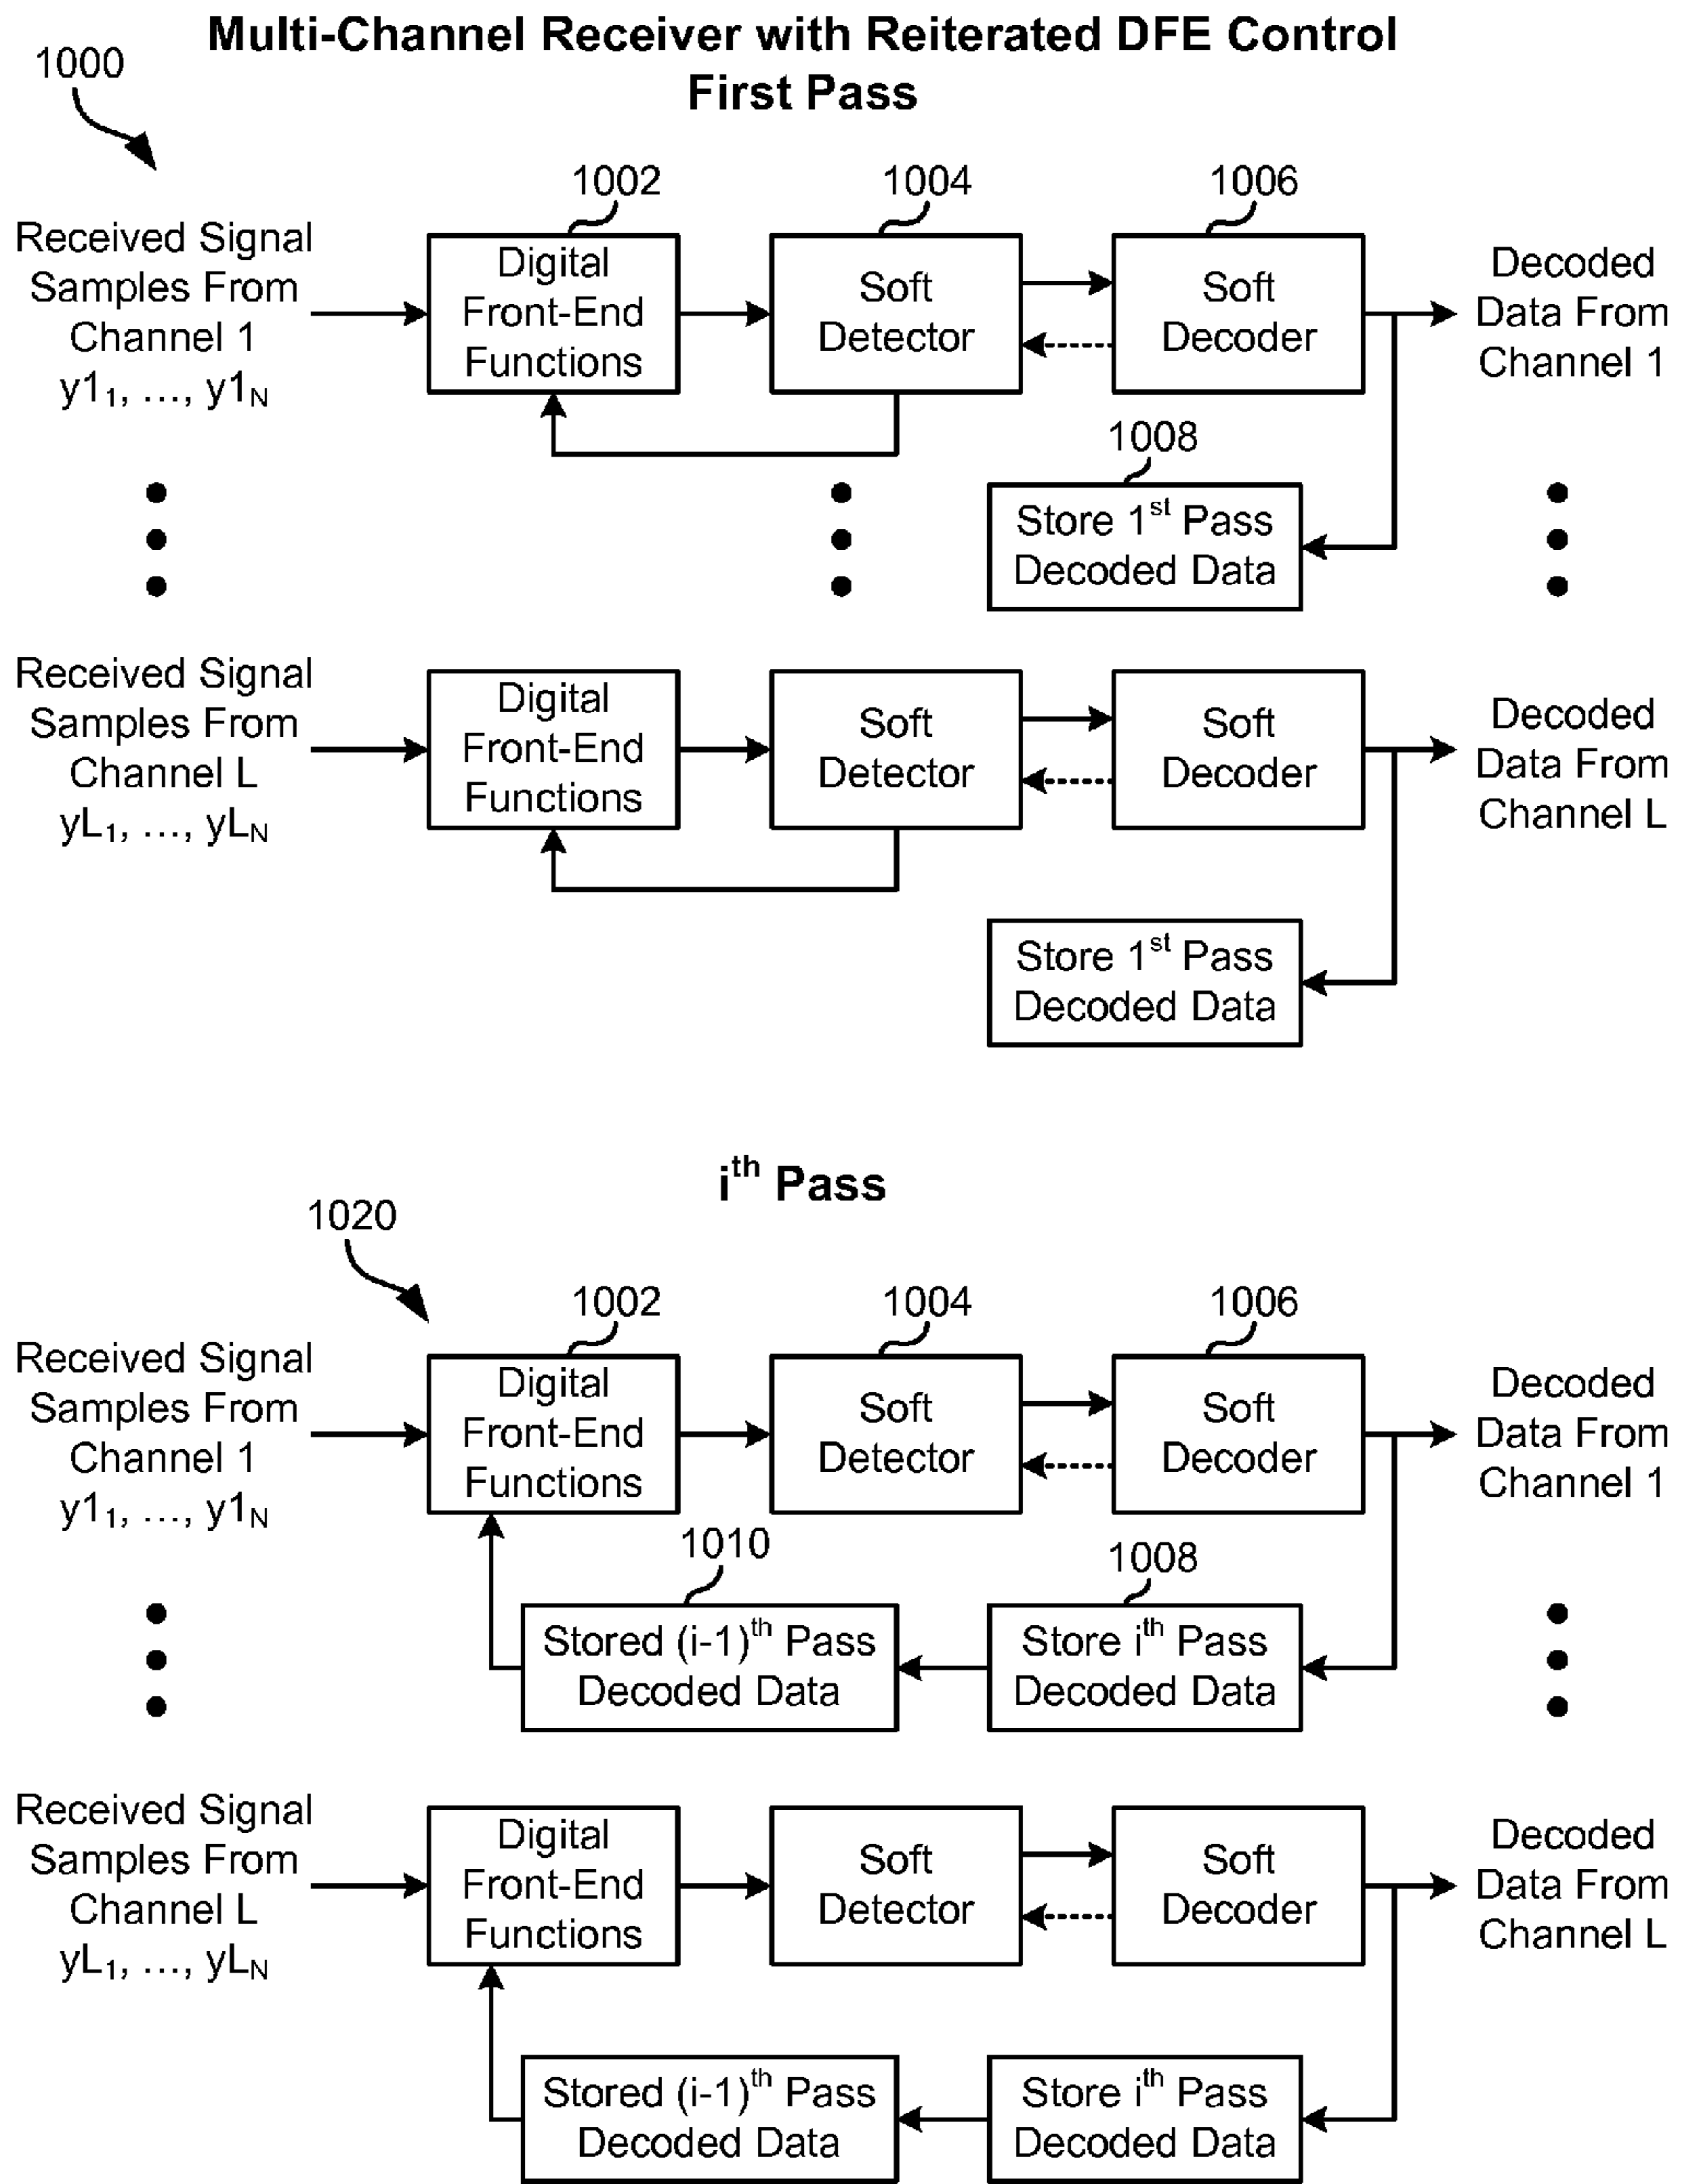 Multi-Channel Receiver with Reiterated DFE Control
First Pass
1000
1002
1004
1006
Received Signal
Samples From
Channel 1
y1₁, ..., y1N
Digital
Front-End
Functions
Soft
Detector
Soft
Decoder
Decoded
Data From
Channel 1
1008
Store 1st Pass
Decoded Data
Received Signal
Samples From
Channel L
yL₁, ..., yLN
Digital
Front-End
Functions
Soft
Detector
Soft
Decoder
Decoded
Data From
Channel L
Store 1st Pass
Decoded Data
ith Pass
1020
1002
1004
1006
Received Signal
Samples From
Channel 1
y1₁, ..., y1N
Digital
Front-End
Functions
Soft
Detector
Soft
Decoder
Decoded
Data From
Channel 1
1010
1008
Stored (i-1)th Pass
Decoded Data
Store ith Pass
Decoded Data
Received Signal
Samples From
Channel L
yL₁, ..., yLN
Digital
Front-End
Functions
Soft
Detector
Soft
Decoder
Decoded
Data From
Channel L
Stored (i-1)th Pass
Decoded Data
Store ith Pass
Decoded Data